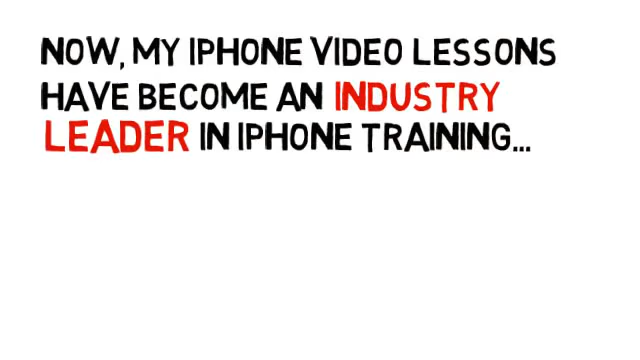 NOW, MY IPHONE VIDEO LESSONS
HAVE BECOME AN INDUSTRY
LEADER IN IPHONE TRAINING...